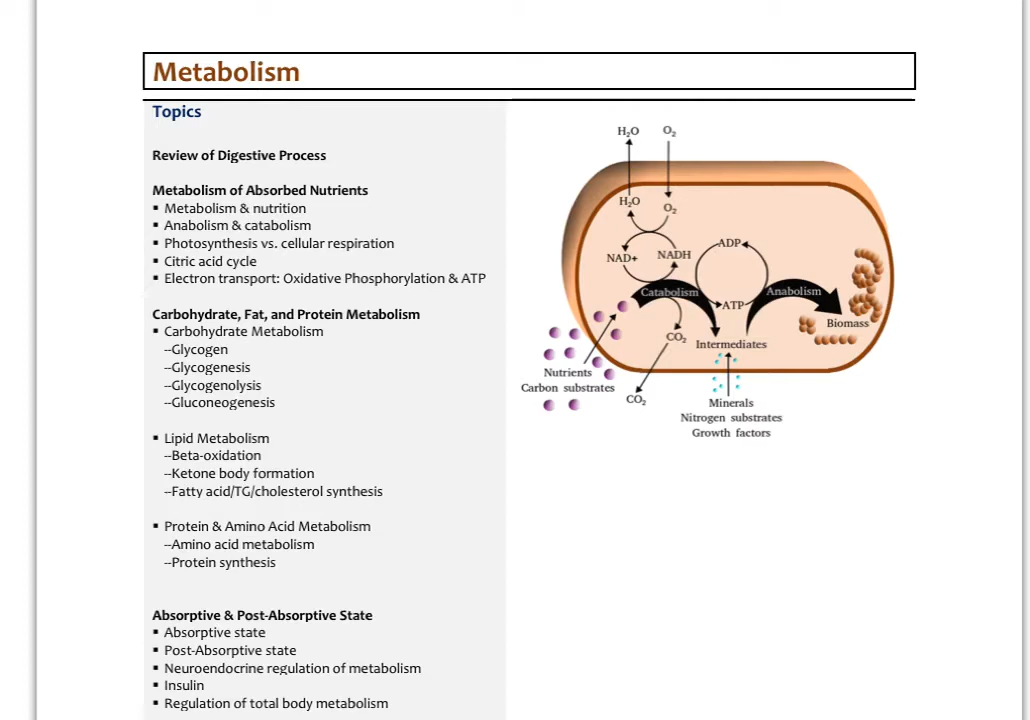 Metabolism
Topics
Review of Digestive Process
Metabolism of Absorbed Nutrients
▪ Metabolism & nutrition
▪ Anabolism & catabolism
▪ Photosynthesis vs. cellular respiration
▪ Citric acid cycle
▪ Electron transport: Oxidative Phosphorylation & ATP
Carbohydrate, Fat, and Protein Metabolism
▪ Carbohydrate Metabolism
--Glycogen
--Glycogenesis
--Glycogenolysis
--Gluconeogenesis
▪ Lipid Metabolism
--Beta-oxidation
--Ketone body formation
--Fatty acid/TG/cholesterol synthesis
▪ Protein & Amino Acid Metabolism
--Amino acid metabolism
--Protein synthesis
Absorptive & Post-Absorptive State
▪ Absorptive state
▪ Post-Absorptive state
▪ Neuroendocrine regulation of metabolism
▪ Insulin
▪ Regulation of total body metabolism
H₂O O₂
H₂O O₂
NAD+ NADH ADP
Catabolism ATP Anabolism
Biomass
CO₂ Intermediates
Nutrients
Carbon substrates
CO₂
Minerals
Nitrogen substrates
Growth factors